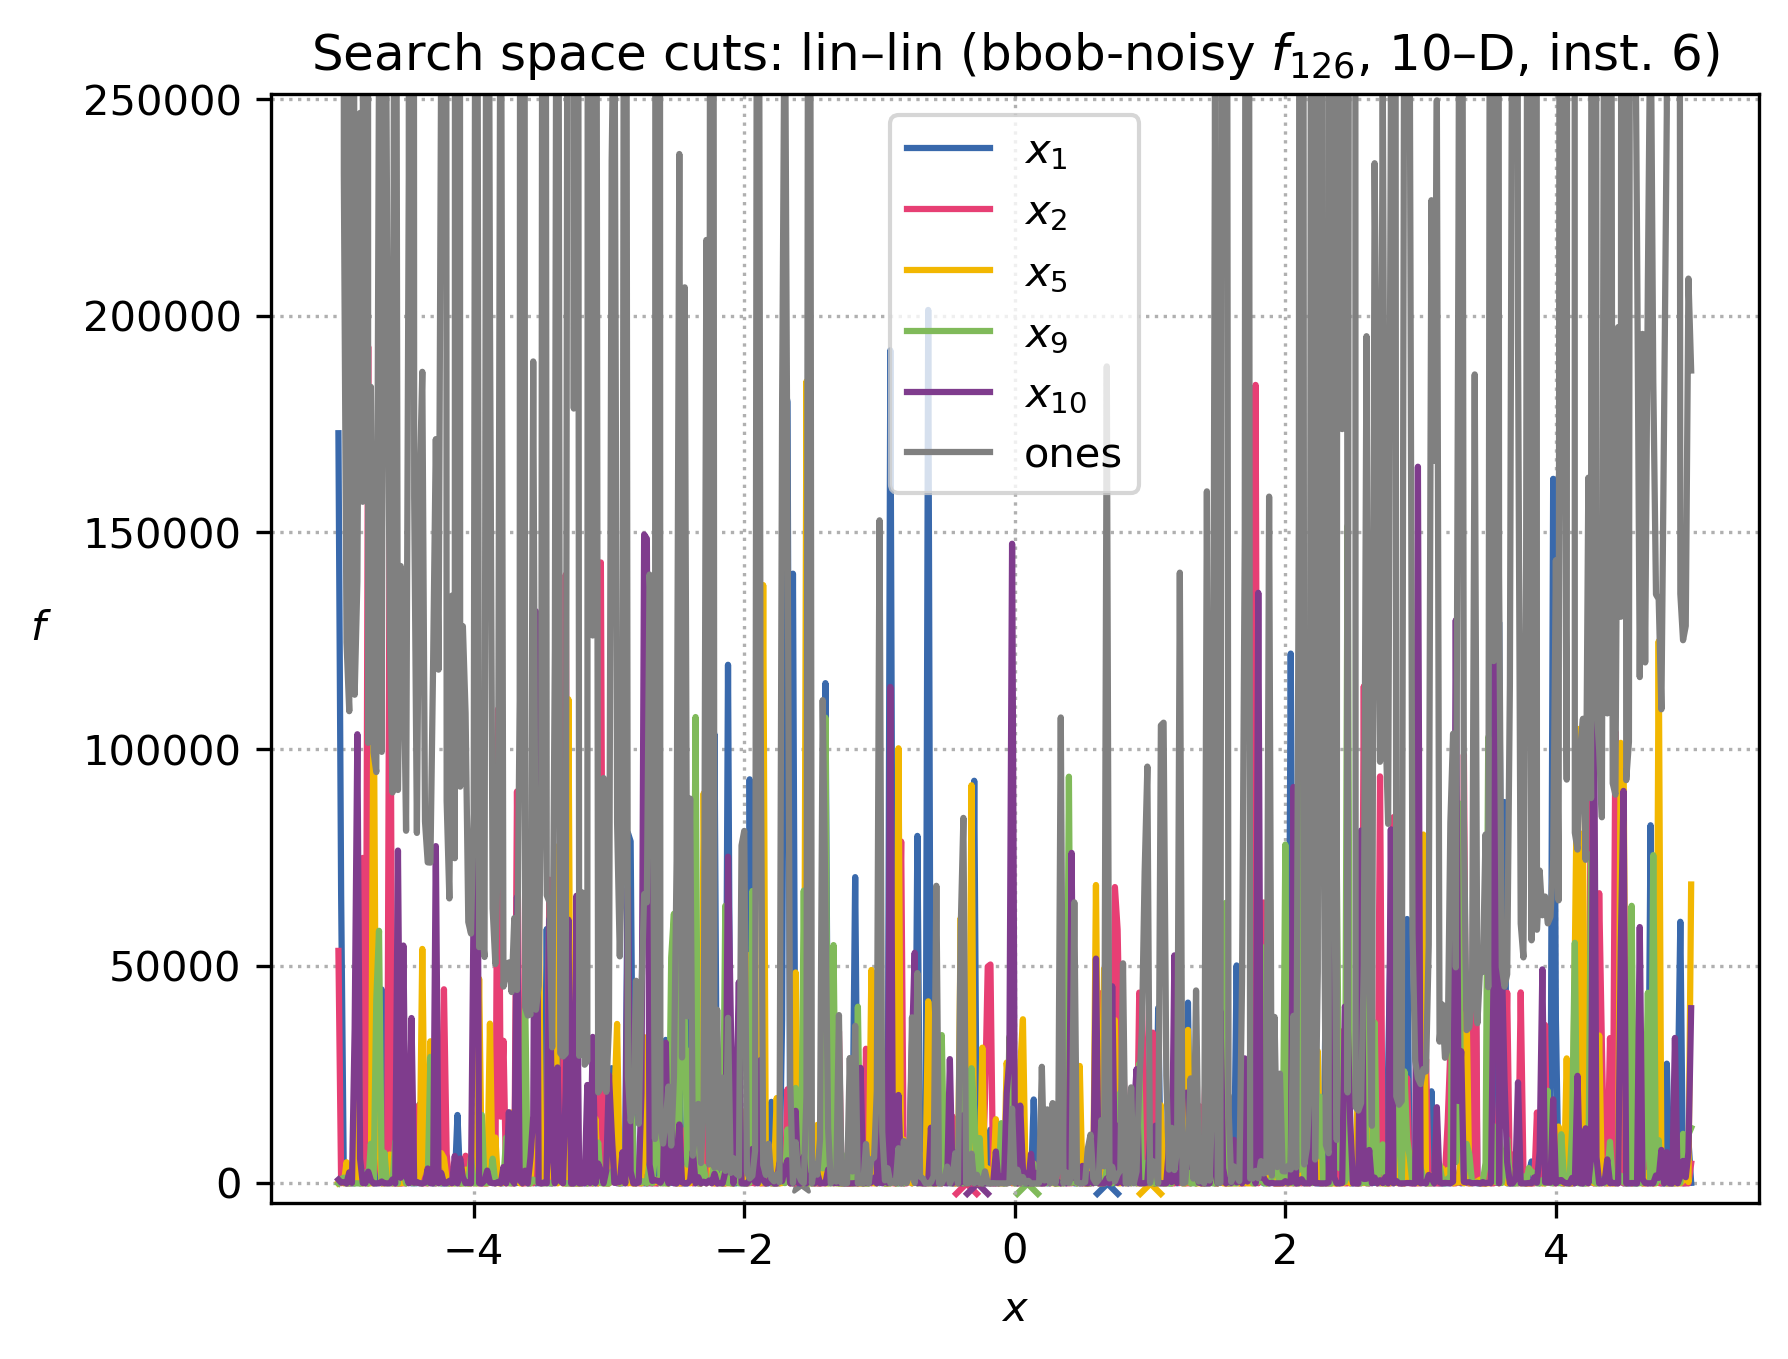 Search space cuts: lin–lin (bbob-noisy f₁₂₆, 10–D, inst. 6)
250000
200000
150000
100000
50000
0
f
x₁
x₂
x₅
x₉
x₁₀
ones
−4
−2
0
2
4
x